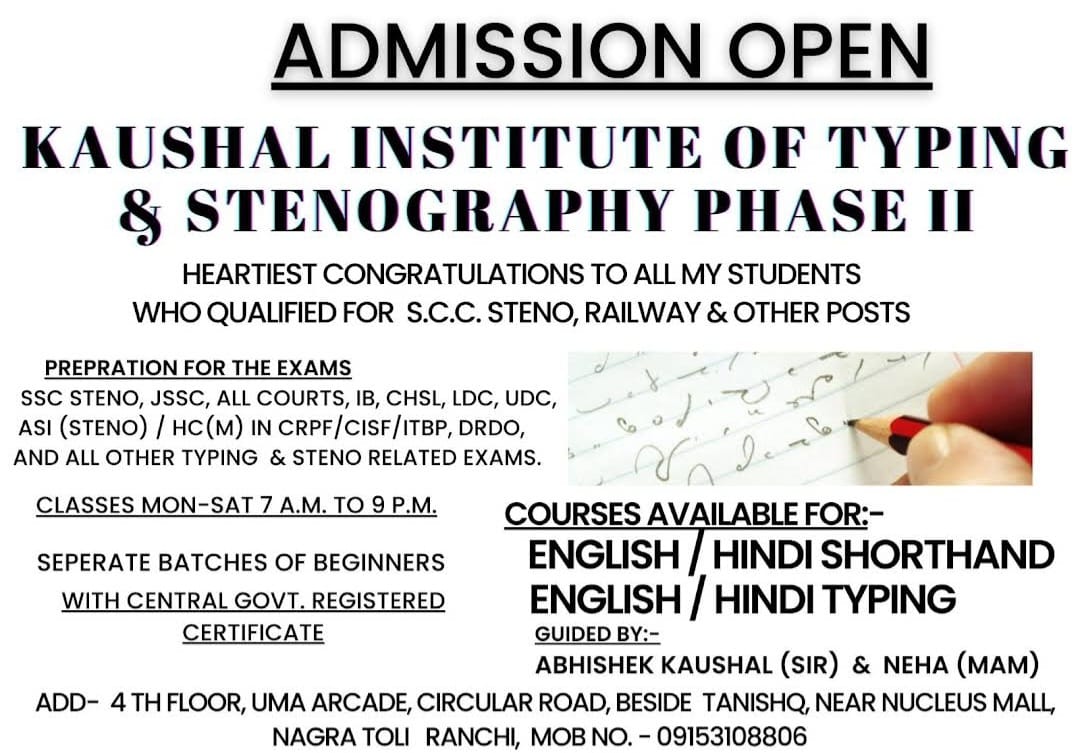 ADMISSION OPEN
KAUSHAL INSTITUTE OF TYPING
& STENOGRAPHY PHASE II
HEARTIEST CONGRATULATIONS TO ALL MY STUDENTS
WHO QUALIFIED FOR S.C.C. STENO, RAILWAY & OTHER POSTS
PREPRATION FOR THE EXAMS
SSC STENO, JSSC, ALL COURTS, IB, CHSL, LDC, UDC,
ASI (STENO) / HC(M) IN CRPF/CISF/ITBP, DRDO,
AND ALL OTHER TYPING & STENO RELATED EXAMS.
CLASSES MON-SAT 7 A.M. TO 9 P.M.
SEPERATE BATCHES OF BEGINNERS
WITH CENTRAL GOVT. REGISTERED
CERTIFICATE
COURSES AVAILABLE FOR:-
ENGLISH / HINDI SHORTHAND
ENGLISH / HINDI TYPING
GUIDED BY:-
ABHISHEK KAUSHAL (SIR) & NEHA (MAM)
ADD- 4 TH FLOOR, UMA ARCADE, CIRCULAR ROAD, BESIDE TANISHQ, NEAR NUCLEUS MALL,
NAGRA TOLI RANCHI, MOB NO. - 09153108806